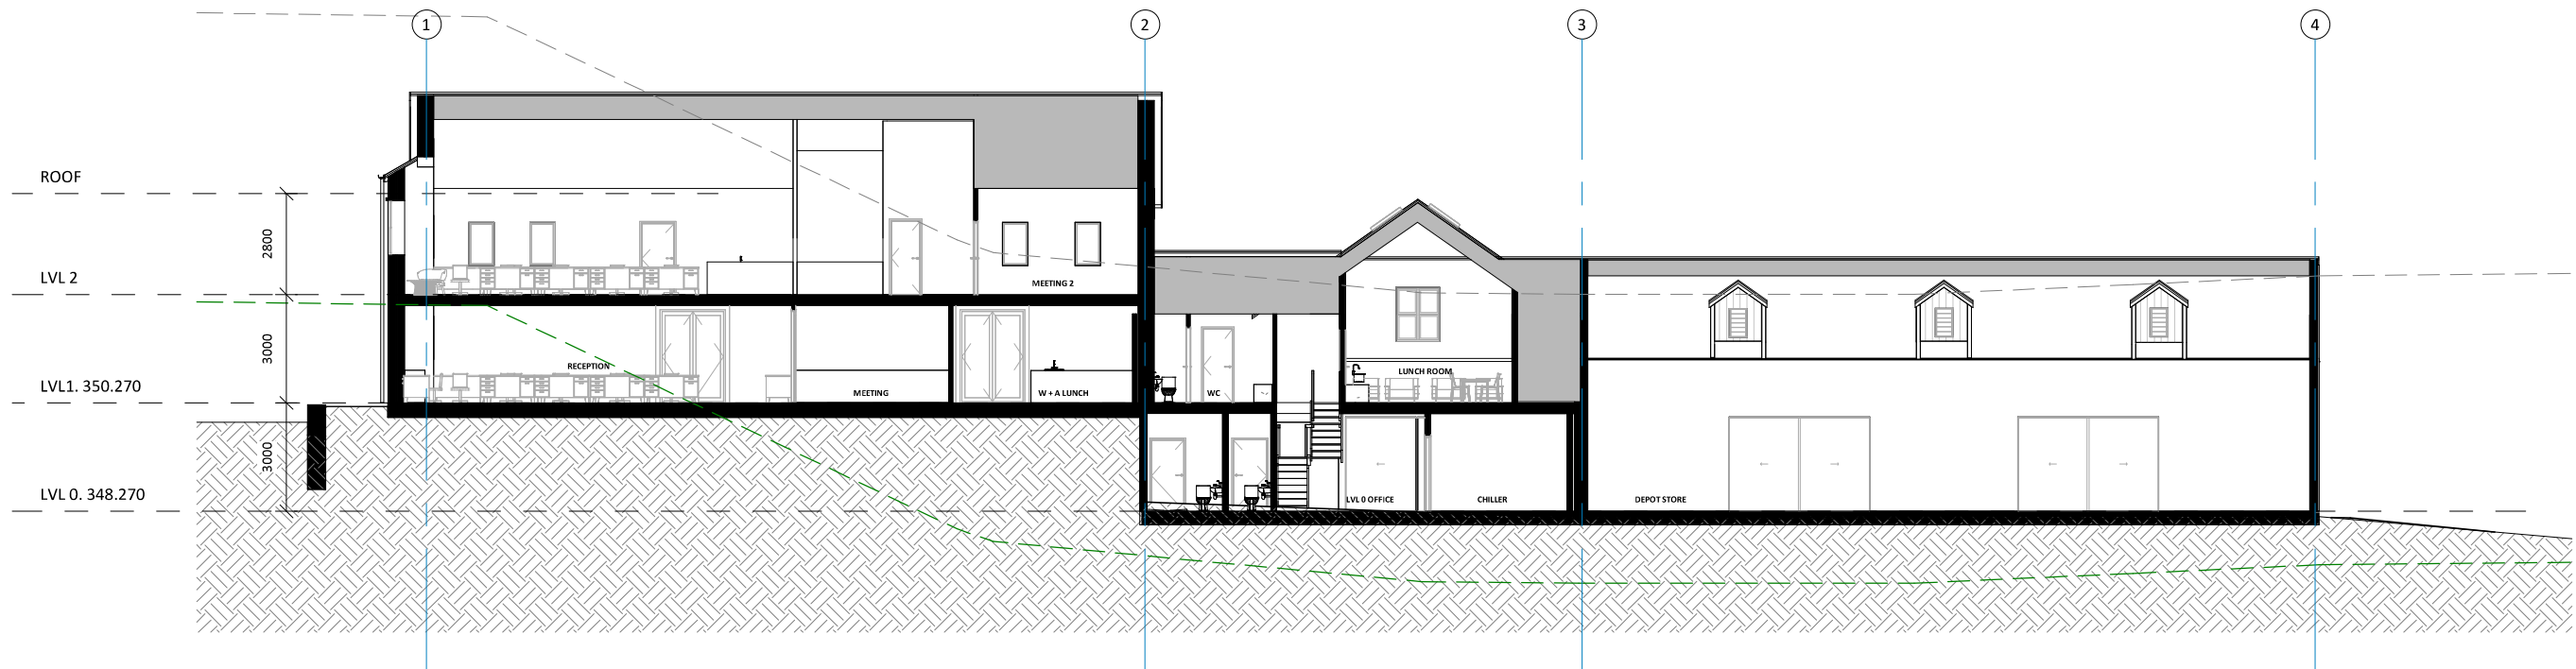 1
2
3
4
ROOF
2800
LVL 2
MEETING 2
3000
RECEPTION
LUNCH ROOM
LVL1. 350.270
MEETING
W + A LUNCH
WC
3000
LVL 0. 348.270
LVL 0 OFFICE
CHILLER
DEPOT STORE